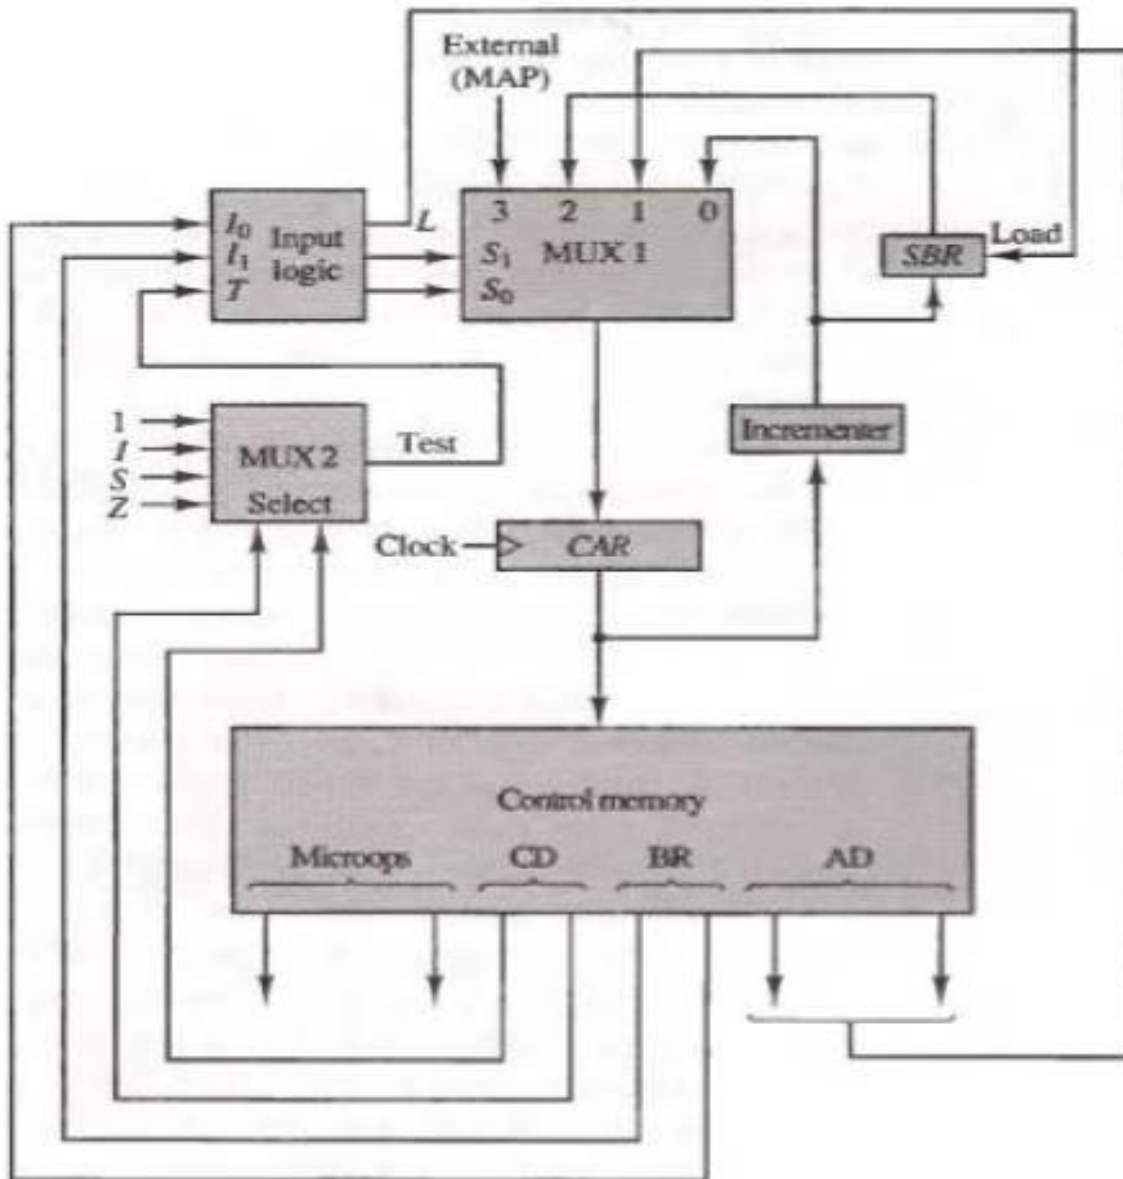 External
(MAP)
I₀ Input
I₁ logic
T
L
3 2 1 0
S₁ MUX 1
S₀
SBR
Load
1
I
S
Z
MUX 2
Select
Test
Incrementer
Clock
CAR
Control memory
Microops CD BR AD